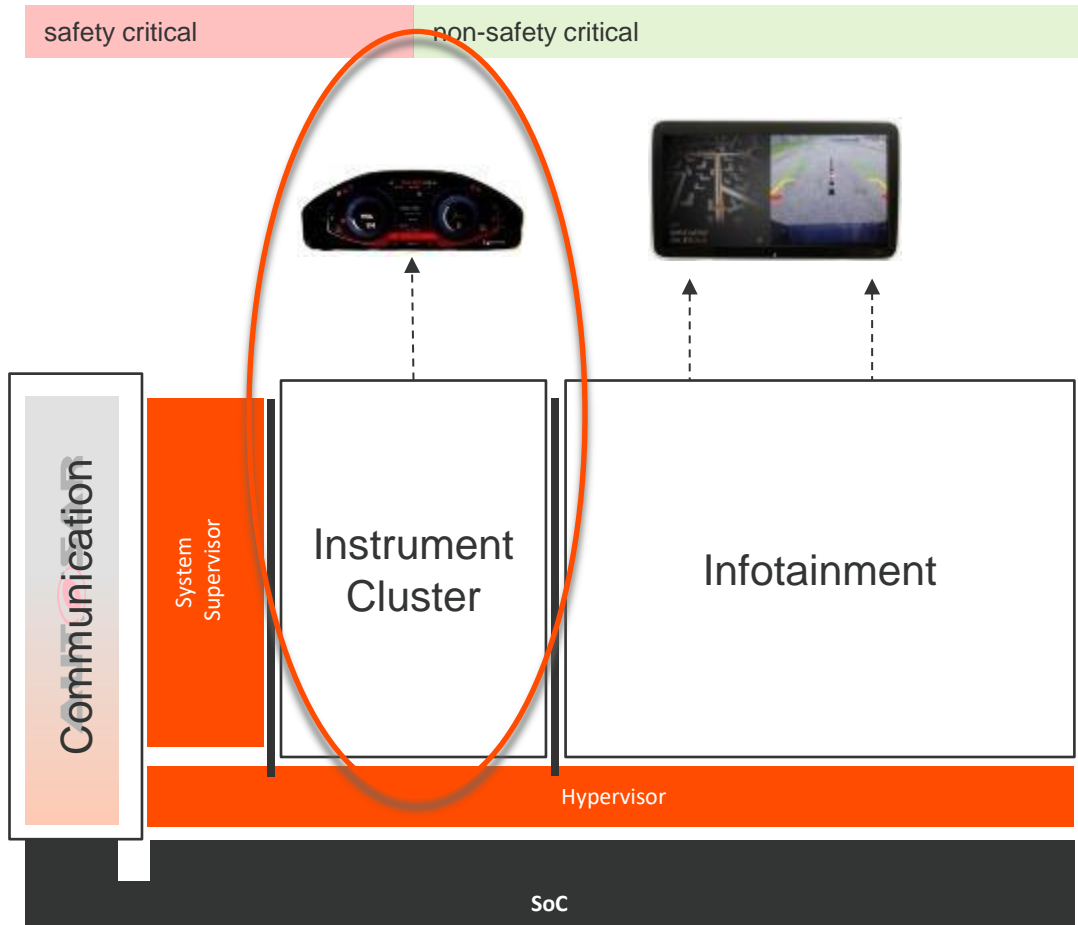 safety critical
non-safety critical
Communication
System
Supervisor
Instrument
Cluster
Infotainment
Hypervisor
SoC